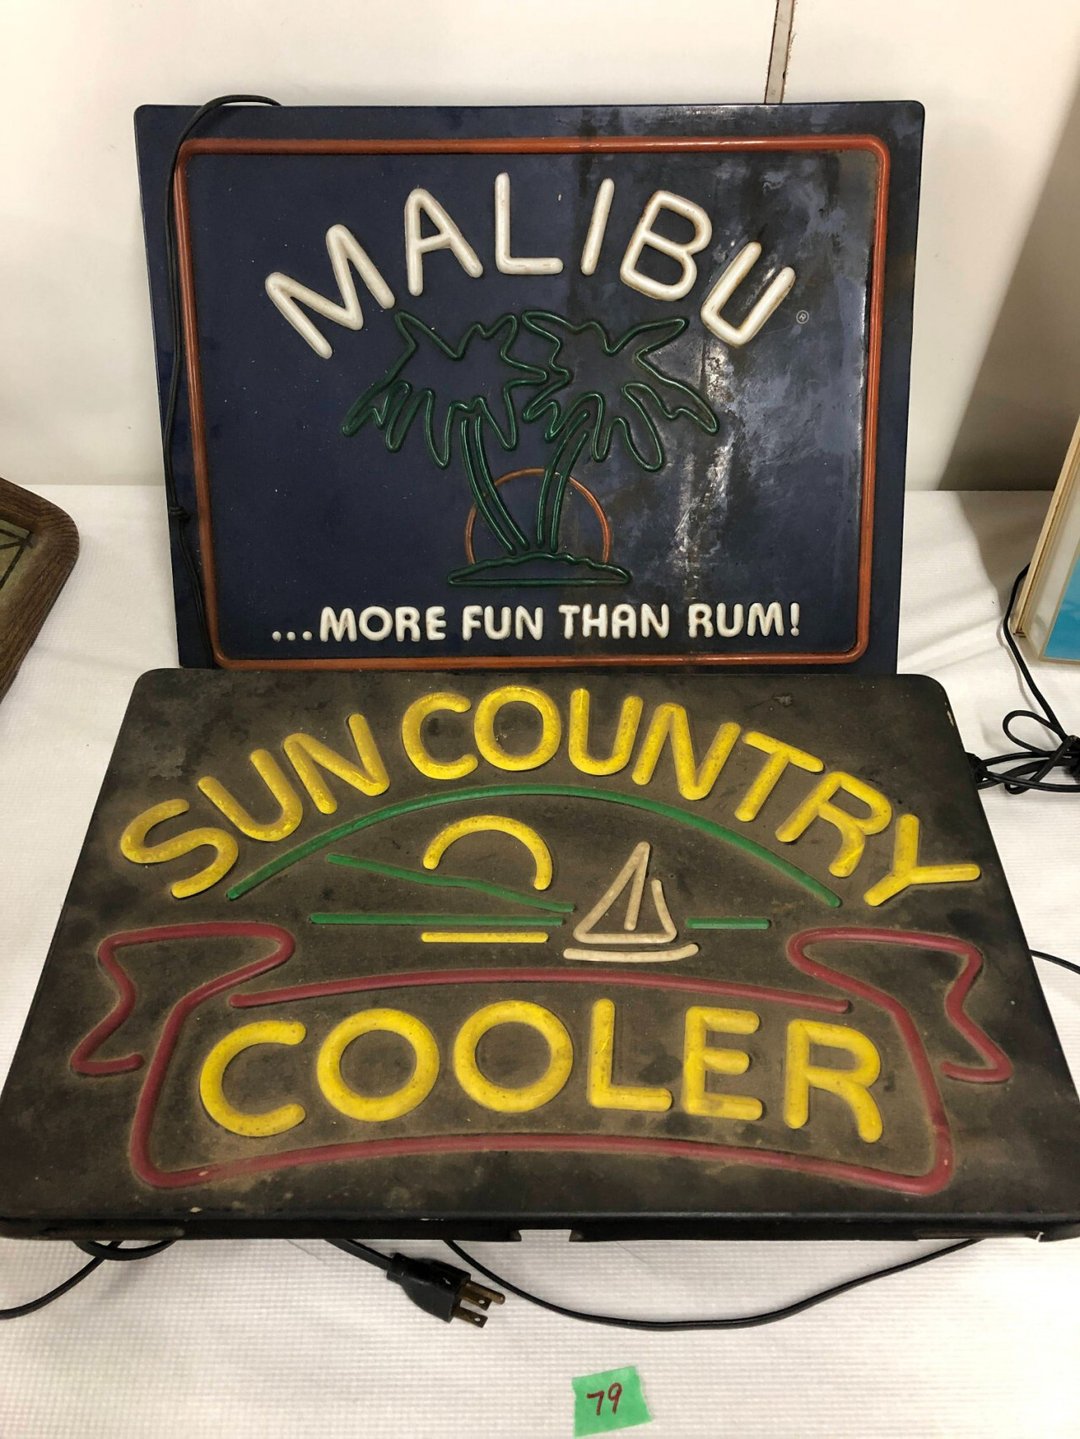 MALIBU®
...MORE FUN THAN RUM!
SUN COUNTRY
COOLER
79